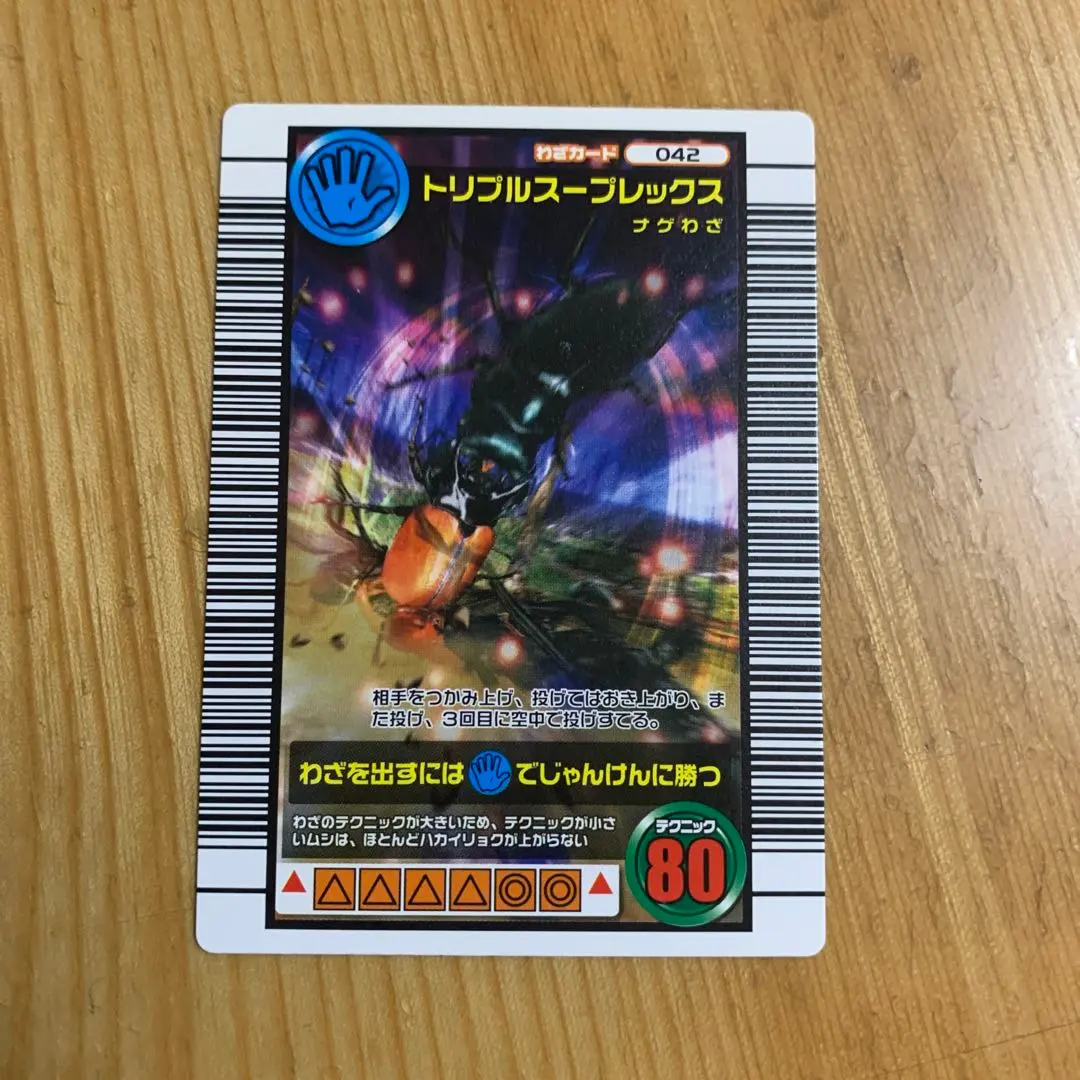 わざカード 042
トリプルスープレックス
ナゲわざ
相手をつかみ上げ、投げてはおき上がり、ま
た投げ、3回目に空中で投げすてる。
わざを出すには でじゃんけんに勝つ
わざのテクニックが大きいため、テクニックが小さ
いムシは、ほとんどハカイリョクが上がらない
テクニック
80